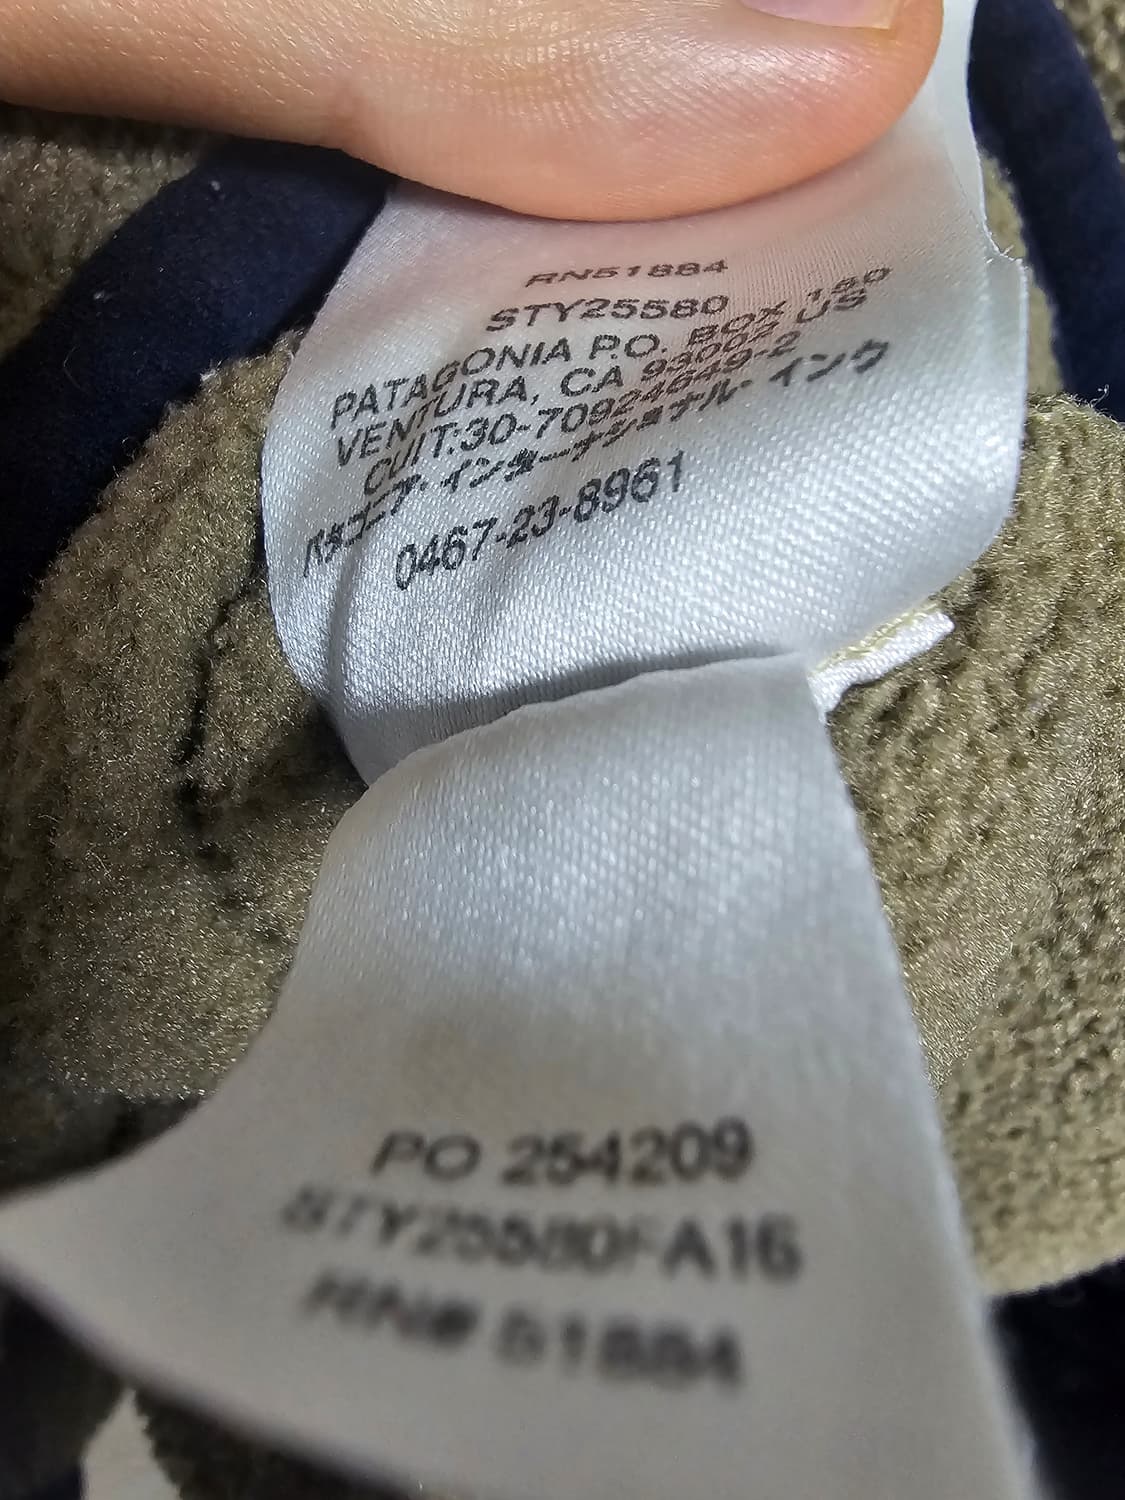 RN51884
STY25580
PATAGONIA P.O. BOX 150
VENTURA, CA 93002 US
CUIT:30-70924649-2
パタゴニア・インターナショナル・インク
0467-23-8961
PO 254209
STY25580FA16
RN# 51884